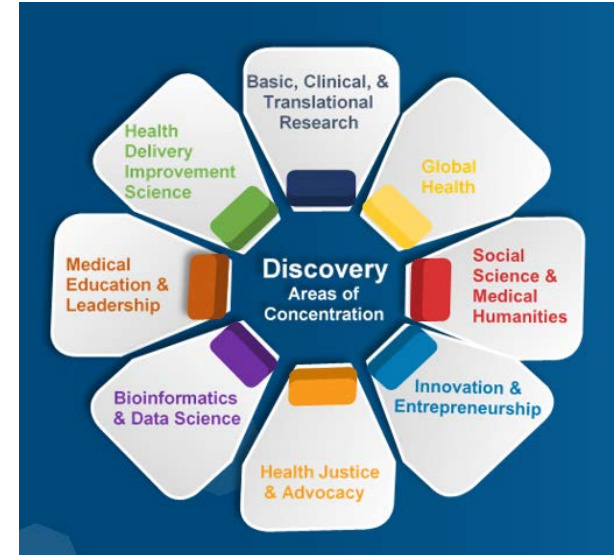 Basic, Clinical, &
Translational
Research
Global
Health
Social
Science &
Medical
Humanities
Innovation &
Entrepreneurship
Health Justice
& Advocacy
Bioinformatics
& Data Science
Medical
Education &
Leadership
Health
Delivery
Improvement
Science
Discovery
Areas of
Concentration